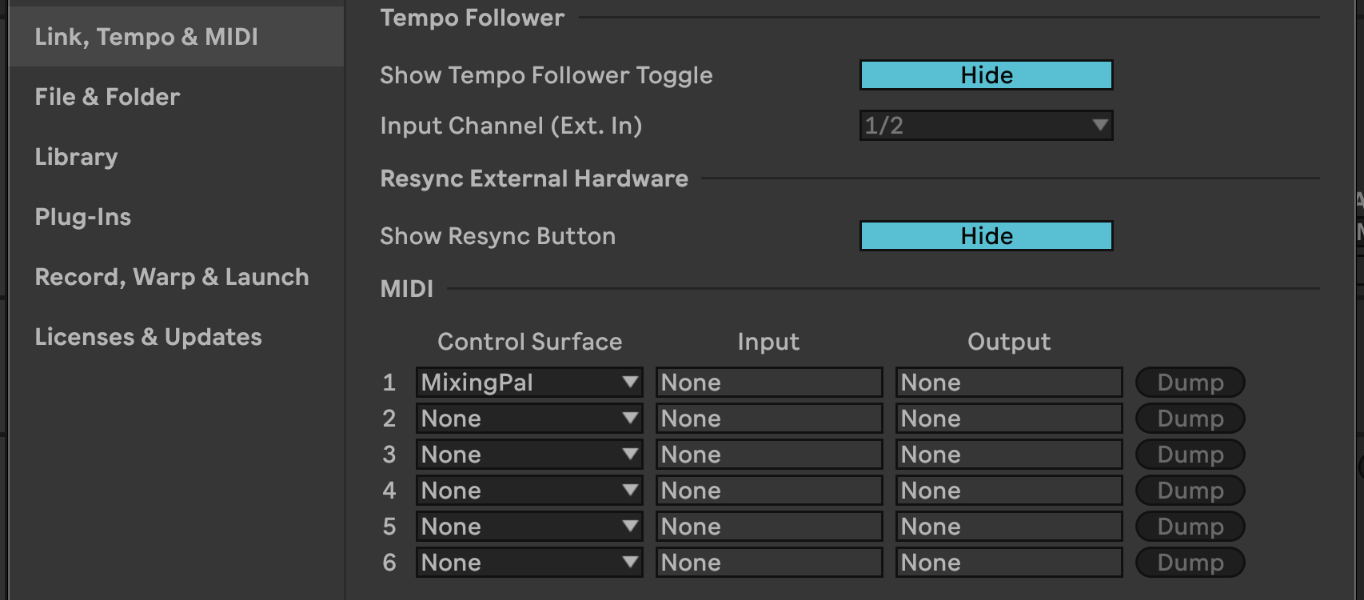 Link, Tempo & MIDI
File & Folder
Library
Plug-Ins
Record, Warp & Launch
Licenses & Updates
Tempo Follower
Show Tempo Follower Toggle Hide
Input Channel (Ext. In) 1/2
Resync External Hardware
Show Resync Button Hide
MIDI
Control Surface Input Output
1 MixingPal None None Dump
2 None None None Dump
3 None None None Dump
4 None None None Dump
5 None None None Dump
6 None None None Dump